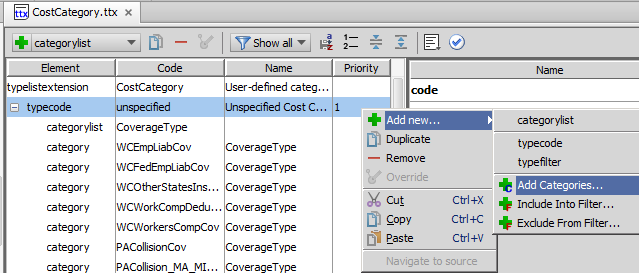 CostCategory.ttx
categorylist Show all
Element Code Name Priority Name
typelistextension CostCategory User-defined categ... code
typecode unspecified Unspecified Cost C... 1
categorylist CoverageType
category WCEmpLiabCov CoverageType
category WCFedEmpLiabCov CoverageType
category WCOtherStatesIns... CoverageType
category WCWorkCompDedu... CoverageType
category WCWorkersCompCov CoverageType
category PACollisionCov CoverageType
category PACollision_MA_MI... CoverageType
Add new...
Duplicate
Remove
Override
Cut Ctrl+X
Copy Ctrl+C
Paste Ctrl+V
Navigate to source
categorylist
typecode
typefilter
Add Categories...
Include Into Filter...
Exclude From Filter...